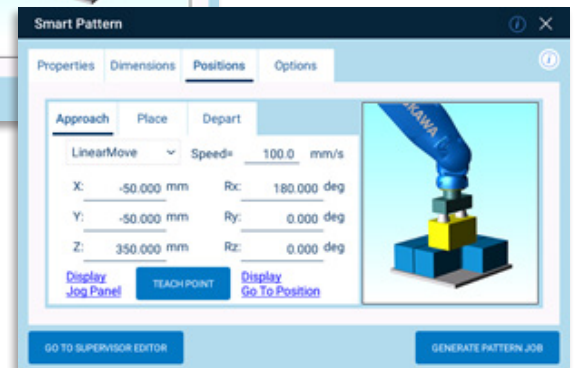 Smart Pattern
Properties Dimensions Positions Options
Approach Place Depart
LinearMove Speed= 100.0 mm/s
X: -50.000 mm Rx: 180.000 deg
Y: -50.000 mm Ry: 0.000 deg
Z: 350.000 mm Rz: 0.000 deg
Display Jog Panel TEACH POINT Display Go To Position
GO TO SUPERVISOR EDITOR GENERATE PATTERN JOB